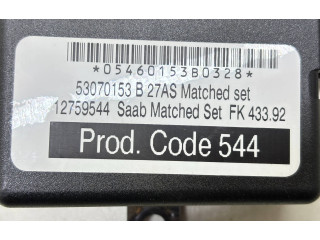 *05460153B0328*
53070153 B 27AS Matched set
12759544 Saab Matched Set FK 433.92
Prod. Code 544